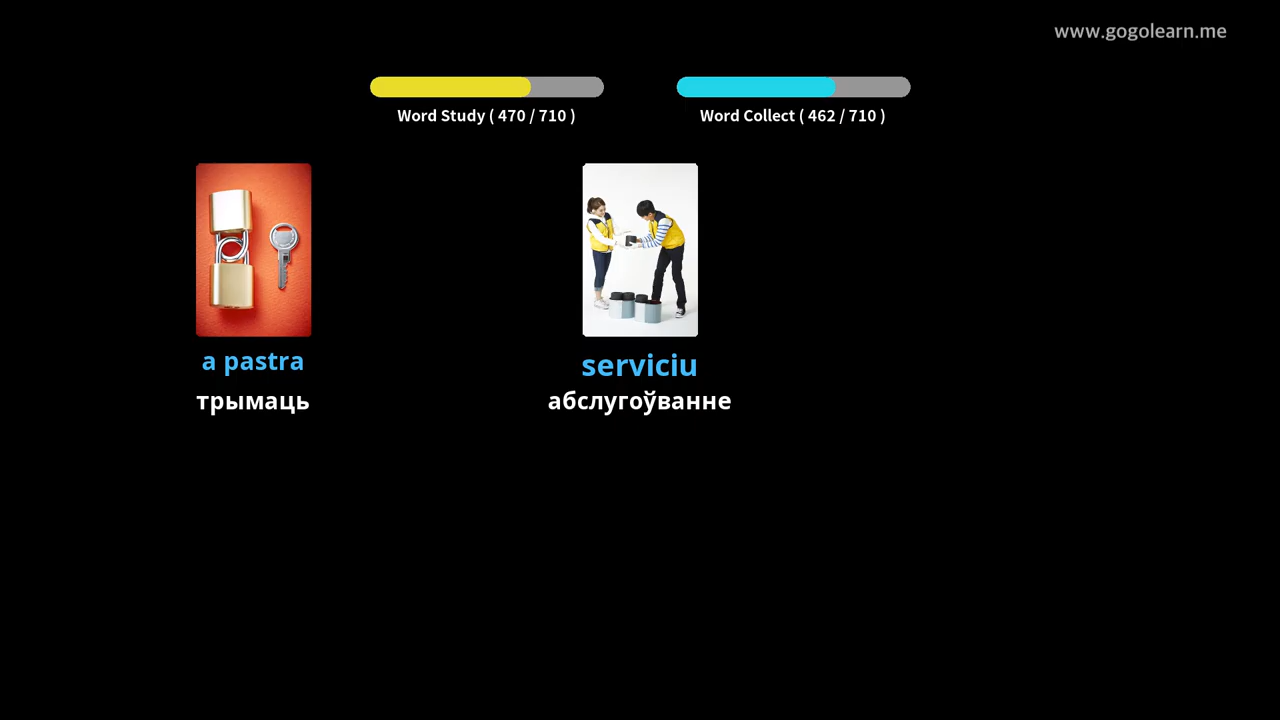 www.gogolearn.me
Word Study ( 470 / 710 )
Word Collect ( 462 / 710 )
a pastra
трымаць
serviciu
абслугоўванне